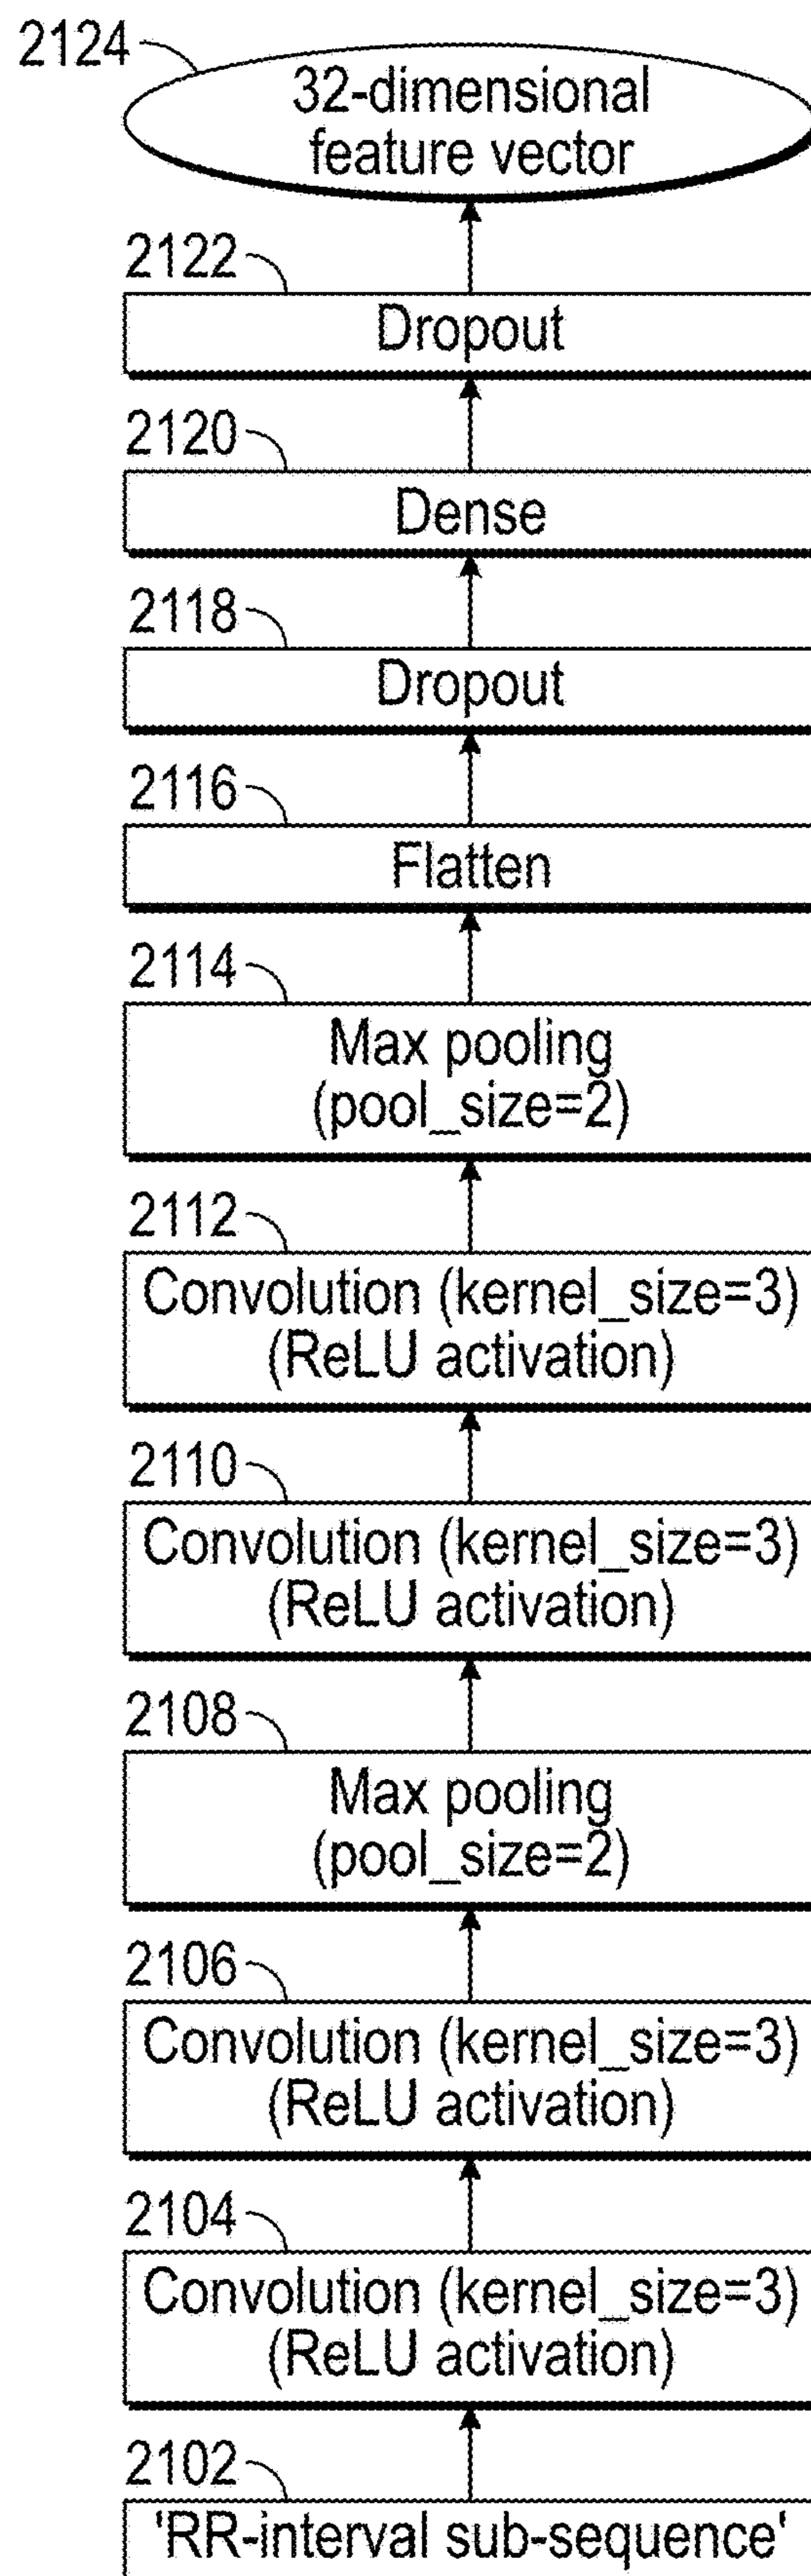 2124
32-dimensional
feature vector
2122
Dropout
2120
Dense
2118
Dropout
2116
Flatten
2114
Max pooling
(pool_size=2)
2112
Convolution (kernel_size=3)
(ReLU activation)
2110
Convolution (kernel_size=3)
(ReLU activation)
2108
Max pooling
(pool_size=2)
2106
Convolution (kernel_size=3)
(ReLU activation)
2104
Convolution (kernel_size=3)
(ReLU activation)
2102
'RR-interval sub-sequence'